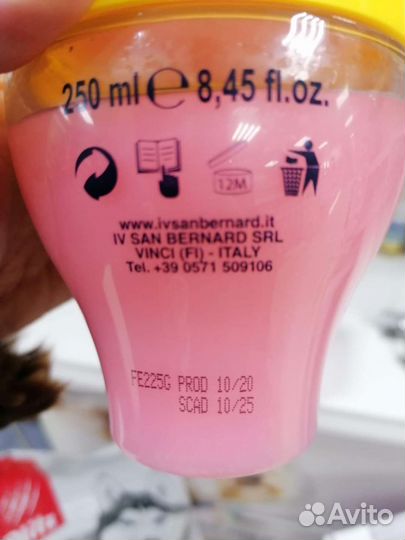 250 ml ℮ 8,45 fl.oz.
12M
www.ivsanbernard.it
IV SAN BERNARD SRL
VINCI (FI) - ITALY
Tel. +39 0571 509106
FE225G PROD 10/20
SCAD 10/25
Avito